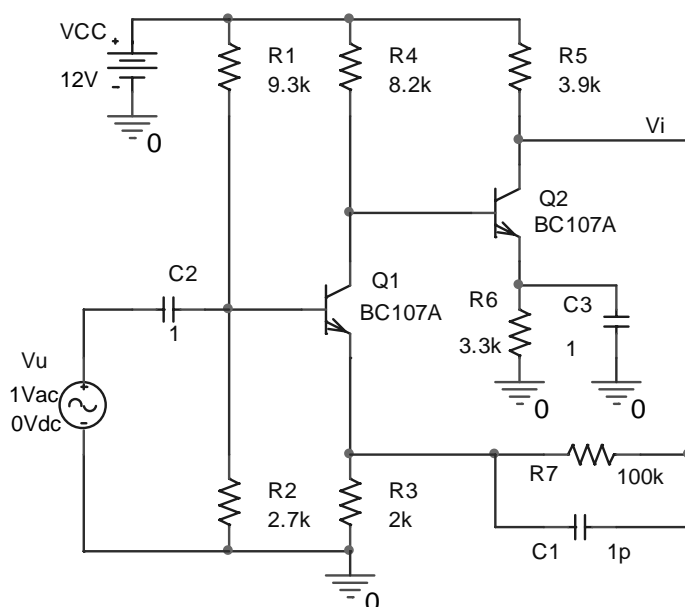 VCC
+
12V
-
0
R1
9.3k
R4
8.2k
R5
3.9k
Vi
Q2
BC107A
C2
1
Q1
BC107A
R6
3.3k
C3
1
0
0
Vu
1Vac
0Vdc
+
-
R2
2.7k
R3
2k
R7
100k
C1
1p
0